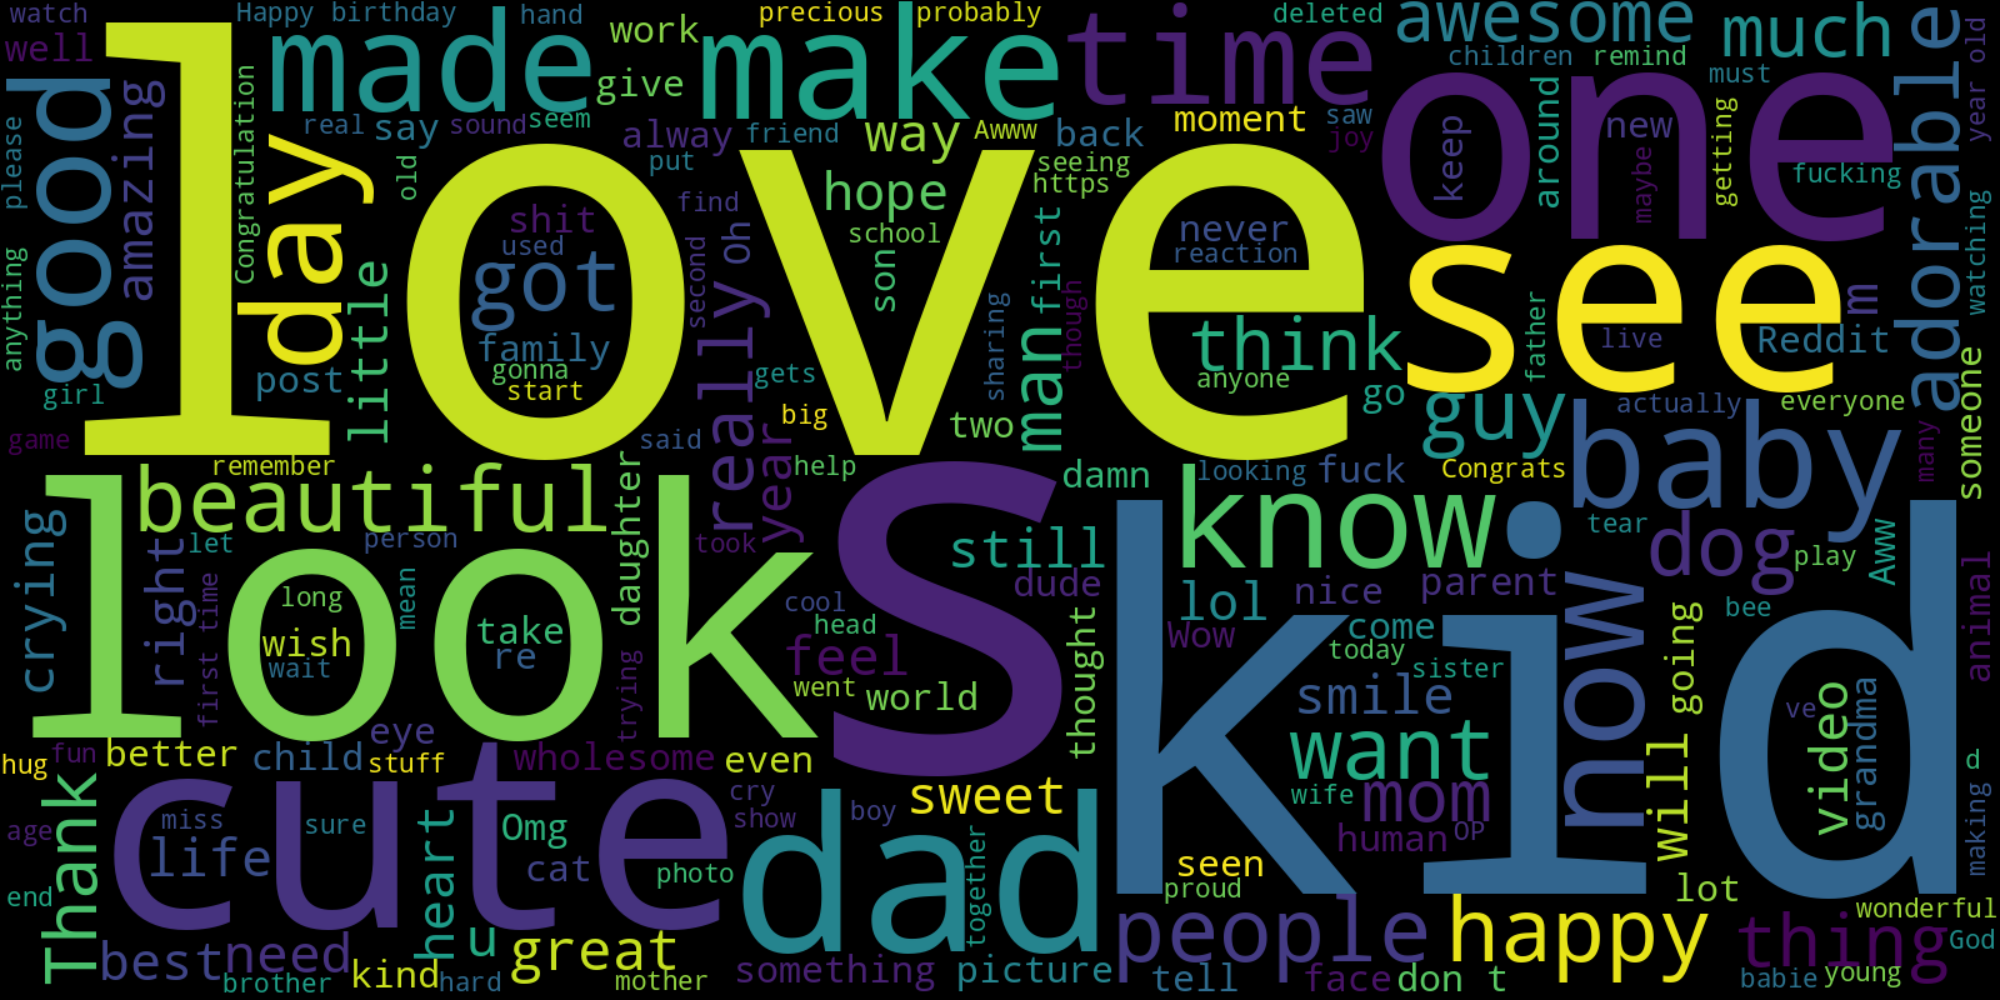 watch
Happy birthday
hand
precious
probably
deleted
awesome
much
well
made
work
make
time
children
remind
adorable
year old
good
amazing
love
Congratulation
day
give
one
must
please
real
say
sound
seem
alway
friend
way
Awww
back
moment
saw
joy
keep
around
new
maybe
getting
fucking
old
put
seeing
https
hope
find
shit
used
got
school
son
second
Oh
really
sharing
first
though
never
reaction
see
watching
anything
little
family
gonna
start
post
gets
man
think
anyone
father
live
Reddit
m
girl
big
two
go
guy
actually
everyone
someone
game
said
year
baby
many
remember
beautiful
help
damn
looking
fuck
Congrats
know
crying
right
let
person
daughter
took
still
tear
dog
play
Aww
animal
look
first time
long
wish
wait
mean
take
re
trying
cool
head
feel
went
world
S
dude
thought
lol
Wow
nice
parent
come
today
sister
smile
kid
now
going
bee
video
ve
grandma
hug
fun
better
child
eye
stuff
wholesome
even
want
wife
mom
human
OP
will
d
making
Thank
cute
miss
sure
life
age
heart
Omg
cat
cry
show
boy
sweet
photo
dad
together
seen
proud
lot
end
best
need
brother
kind
hard
u
great
mother
something
picture
people
tell
face
don t
happy
thing
wonderful
God
babie
young